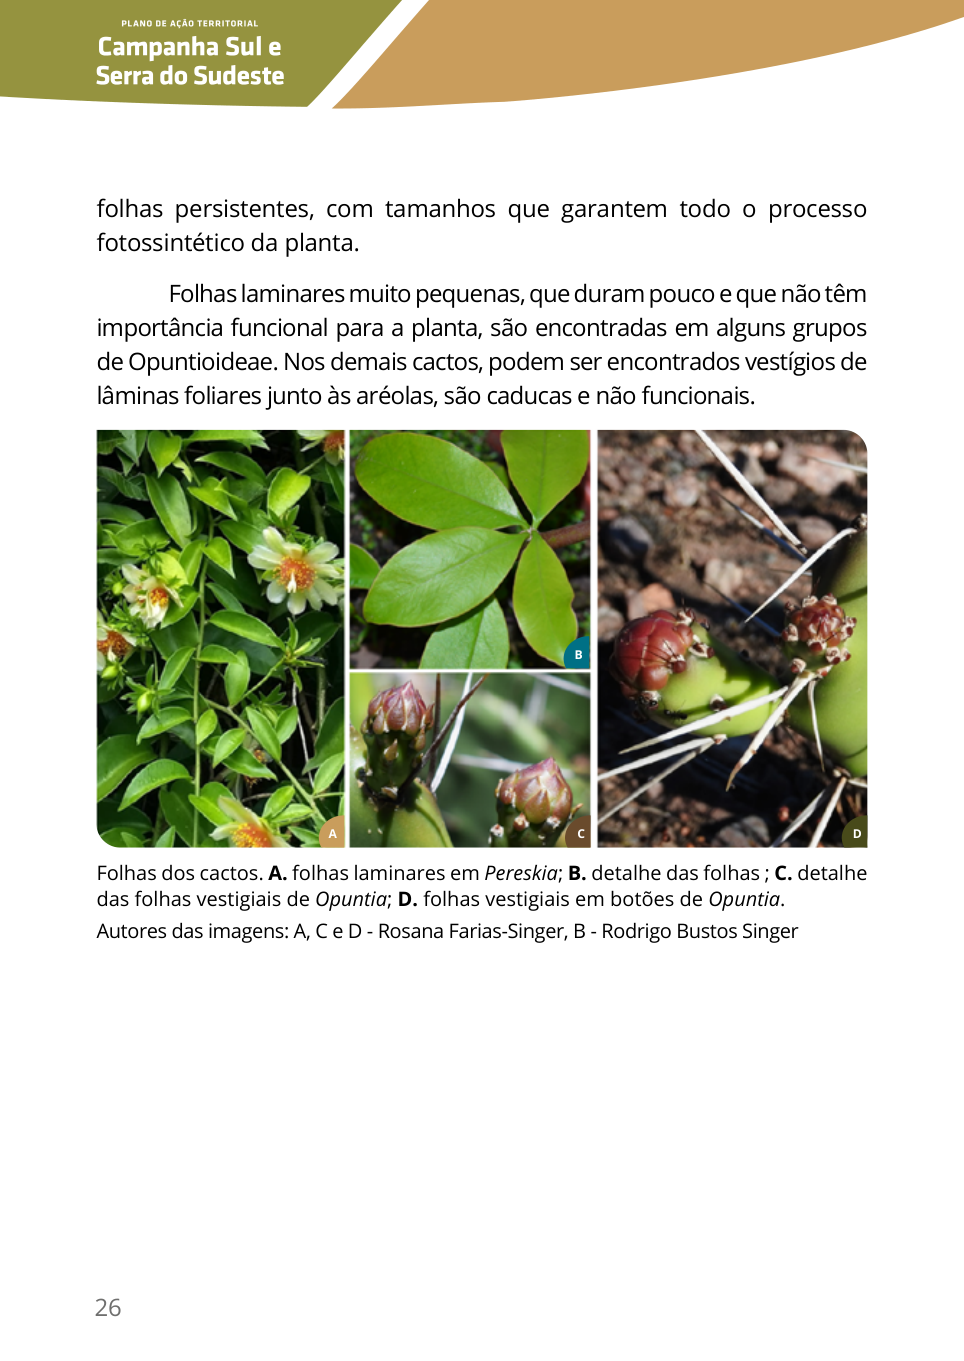 PLANO DE AÇÃO TERRITORIAL
Campanha Sul e
Serra do Sudeste
folhas persistentes, com tamanhos que garantem todo o processo
fotossintético da planta.
Folhas laminares muito pequenas, que duram pouco e que não têm
importância funcional para a planta, são encontradas em alguns grupos
de Opuntioideae. Nos demais cactos, podem ser encontrados vestígios de
lâminas foliares junto às aréolas, são caducas e não funcionais.
A
B
C
D
Folhas dos cactos. A. folhas laminares em Pereskia; B. detalhe das folhas ; C. detalhe
das folhas vestigiais de Opuntia; D. folhas vestigiais em botões de Opuntia.
Autores das imagens: A, C e D - Rosana Farias-Singer, B - Rodrigo Bustos Singer
26